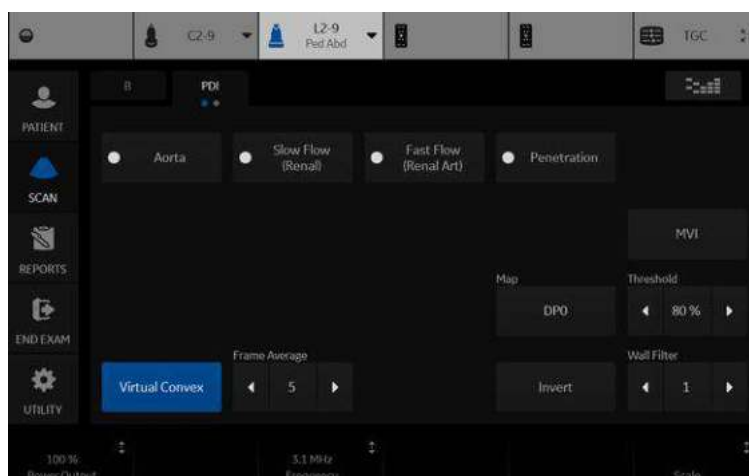 C2-9
L2-9
Ped Abd
TGC
B
PDI
PATIENT
SCAN
REPORTS
END EXAM
UTILITY
Aorta
Slow Flow
(Renal)
Fast Flow
(Renal Art)
Penetration
MVI
Map
DP0
Threshold
80 %
Frame Average
Wall Filter
Virtual Convex
5
Invert
1
100 %
Power Output
3.1 MHz
Frequency
Scale